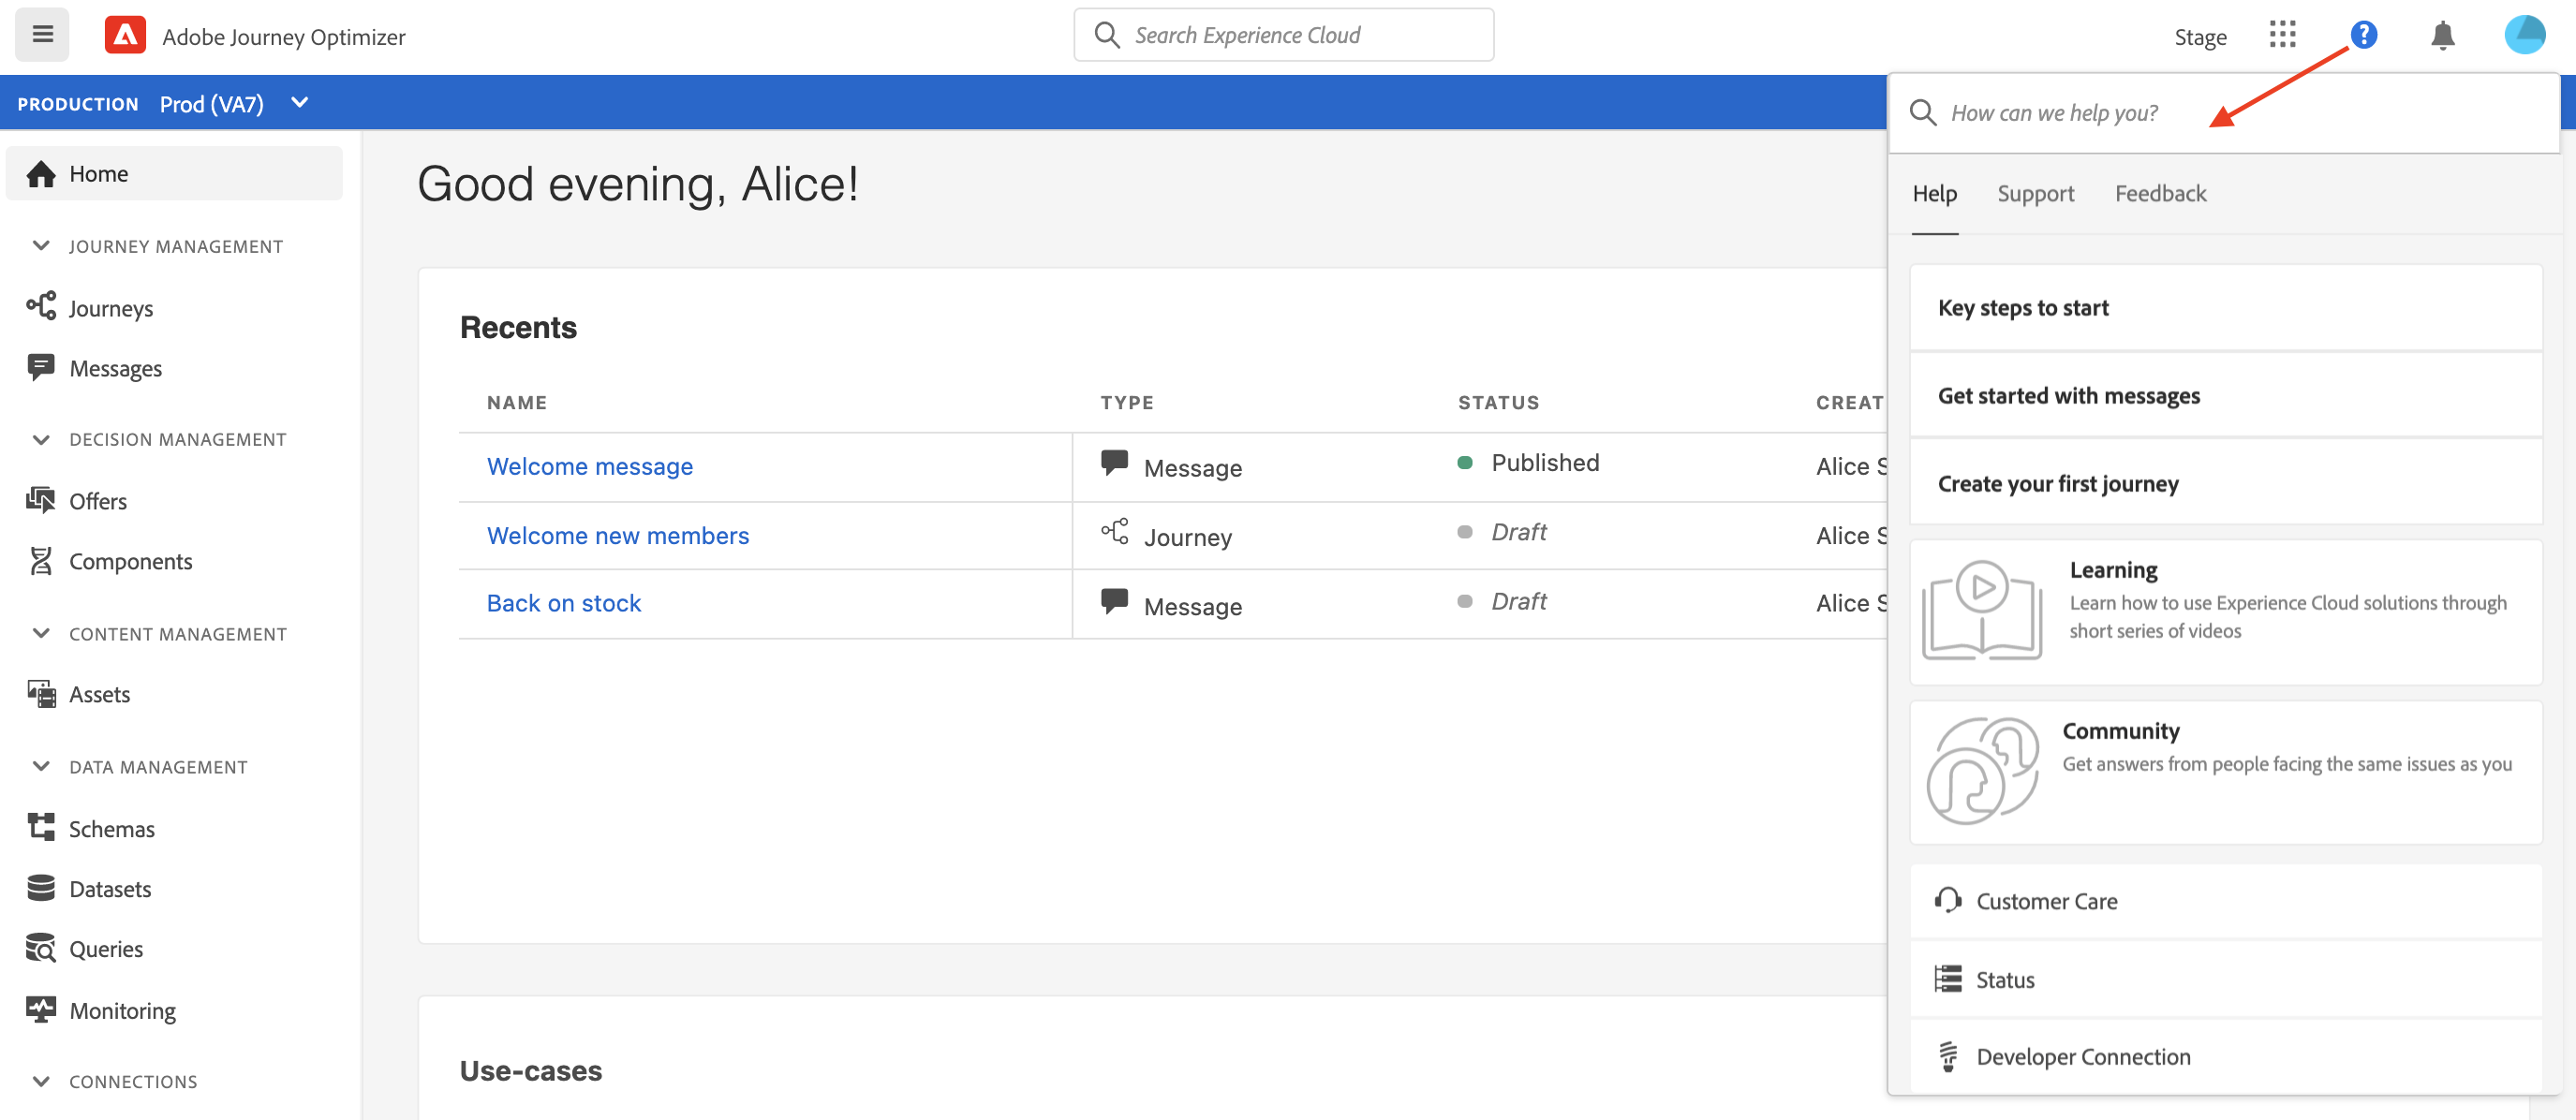 Adobe Journey Optimizer
Search Experience Cloud
Stage
?
PRODUCTION Prod (VA7)
Home
JOURNEY MANAGEMENT
Journeys
Messages
DECISION MANAGEMENT
Offers
Components
CONTENT MANAGEMENT
Assets
DATA MANAGEMENT
Schemas
Datasets
Queries
Monitoring
CONNECTIONS
Good evening, Alice!
Recents
NAME TYPE STATUS CREAT
Welcome message Message Published Alice S
Welcome new members Journey Draft Alice S
Back on stock Message Draft Alice S
Use-cases
How can we help you?
Help Support Feedback
Key steps to start
Get started with messages
Create your first journey
Learning
Learn how to use Experience Cloud solutions through
short series of videos
Community
Get answers from people facing the same issues as you
Customer Care
Status
Developer Connection